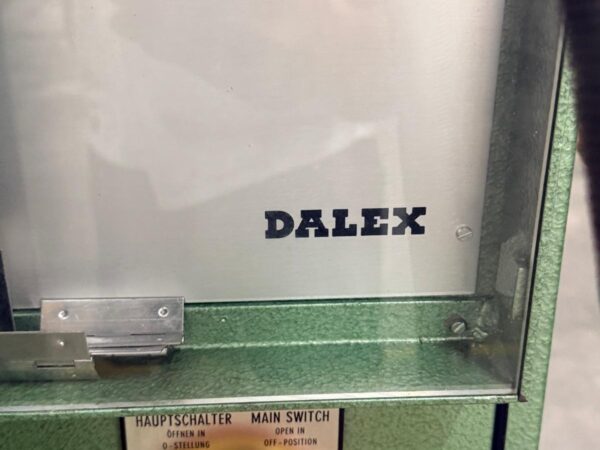 DALEX
HAUPTSCHALTER MAIN SWITCH
ÖFFNEN IN OPEN IN
0-STELLUNG OFF-POSITION